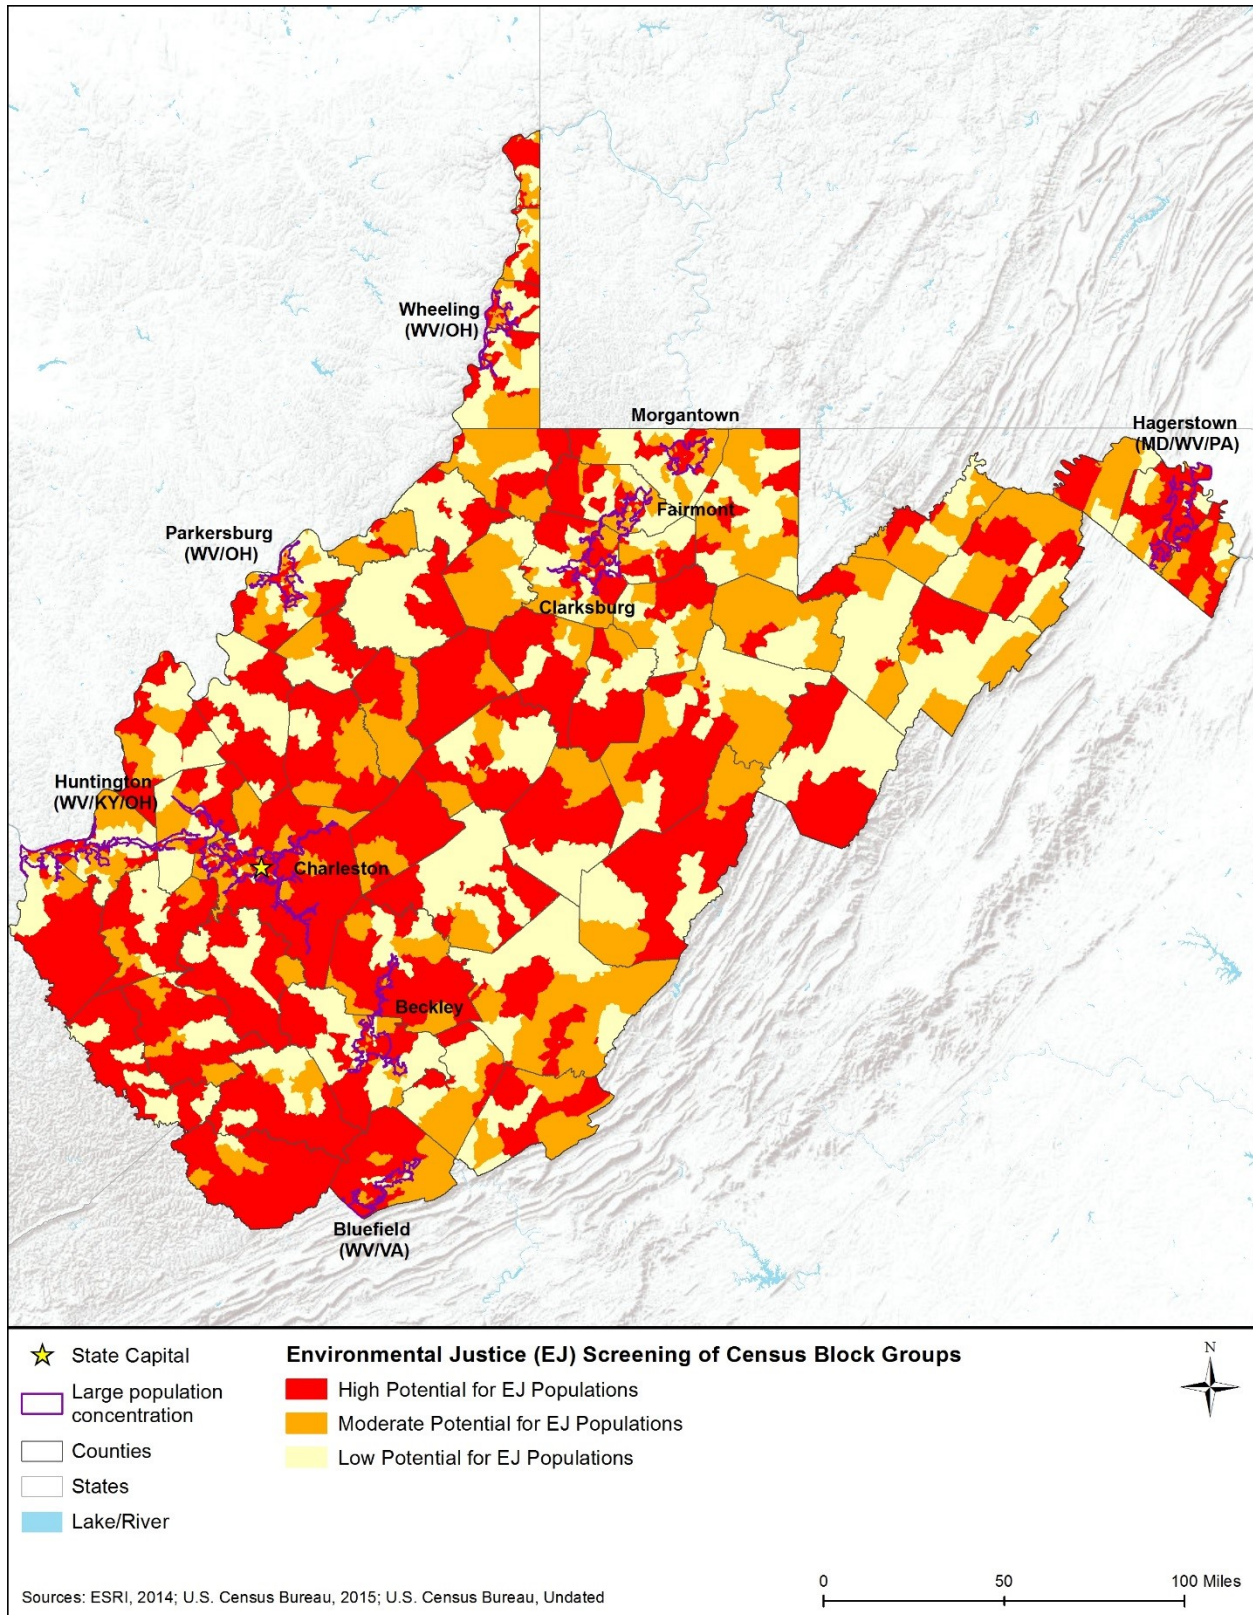 Wheeling
(WV/OH)
Morgantown
Hagerstown
(MD/WV/PA)
Fairmont
Parkersburg
(WV/OH)
Clarksburg
Huntington
(WV/KY/OH)
Charleston
Beckley
Bluefield
(WV/VA)
State Capital
Large population
concentration
Counties
States
Lake/River
Environmental Justice (EJ) Screening of Census Block Groups
High Potential for EJ Populations
Moderate Potential for EJ Populations
Low Potential for EJ Populations
N
Sources: ESRI, 2014; U.S. Census Bureau, 2015; U.S. Census Bureau, Undated
0 50 100 Miles